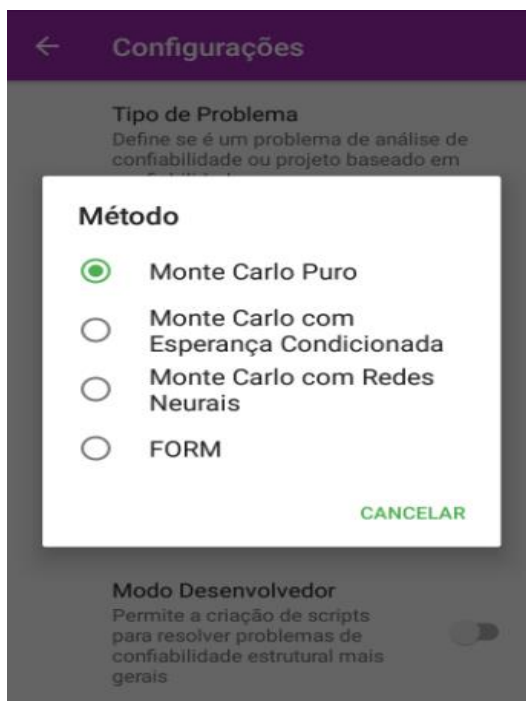 Configurações
Tipo de Problema
Define se é um problema de análise de
confiabilidade ou projeto baseado em
Método
Monte Carlo Puro
Monte Carlo com
Esperança Condicionada
Monte Carlo com Redes
Neurais
FORM
CANCELAR
Modo Desenvolvedor
Permite a criação de scripts
para resolver problemas de
confiabilidade estrutural mais
gerais